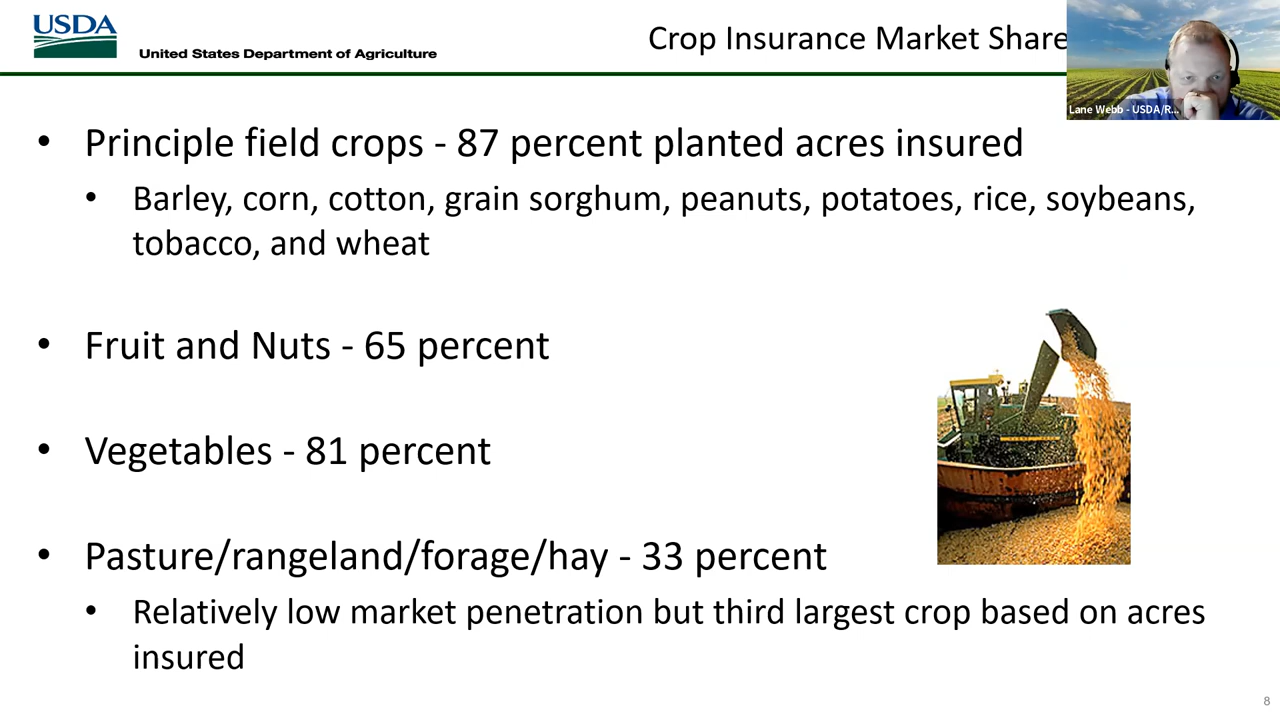 USDA
United States Department of Agriculture
Crop Insurance Market Share
Lane Webb - USDA/R...
• Principle field crops - 87 percent planted acres insured
• Barley, corn, cotton, grain sorghum, peanuts, potatoes, rice, soybeans,
tobacco, and wheat
• Fruit and Nuts - 65 percent
• Vegetables - 81 percent
• Pasture/rangeland/forage/hay - 33 percent
• Relatively low market penetration but third largest crop based on acres
insured
8